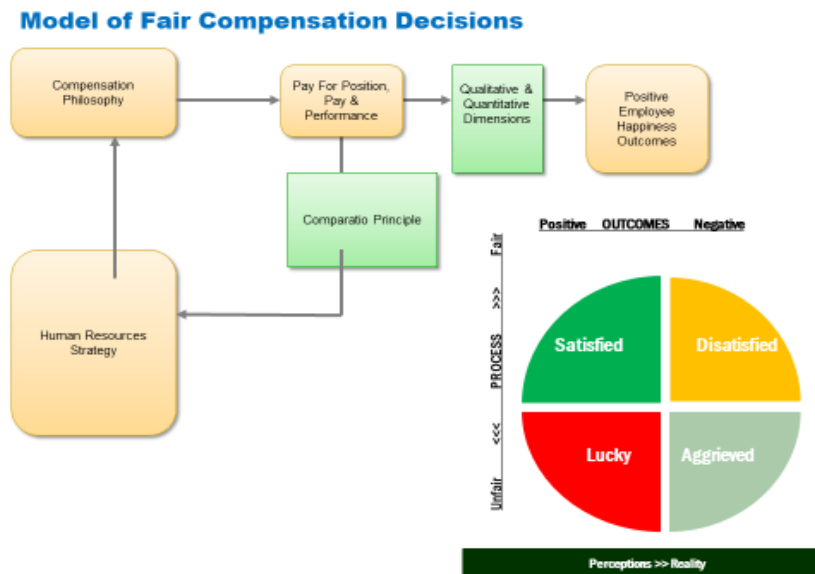 Model of Fair Compensation Decisions
Compensation
Philosophy
Pay For Position,
Pay &
Performance
Qualitative &
Quantitative
Dimensions
Positive
Employee
Happiness
Outcomes
Comparatio Principle
Human Resources
Strategy
Positive OUTCOMES Negative
Unfair <<< PROCESS >>> Fair
Satisfied
Disatisfied
Lucky
Aggrieved
Perceptions >> Reality